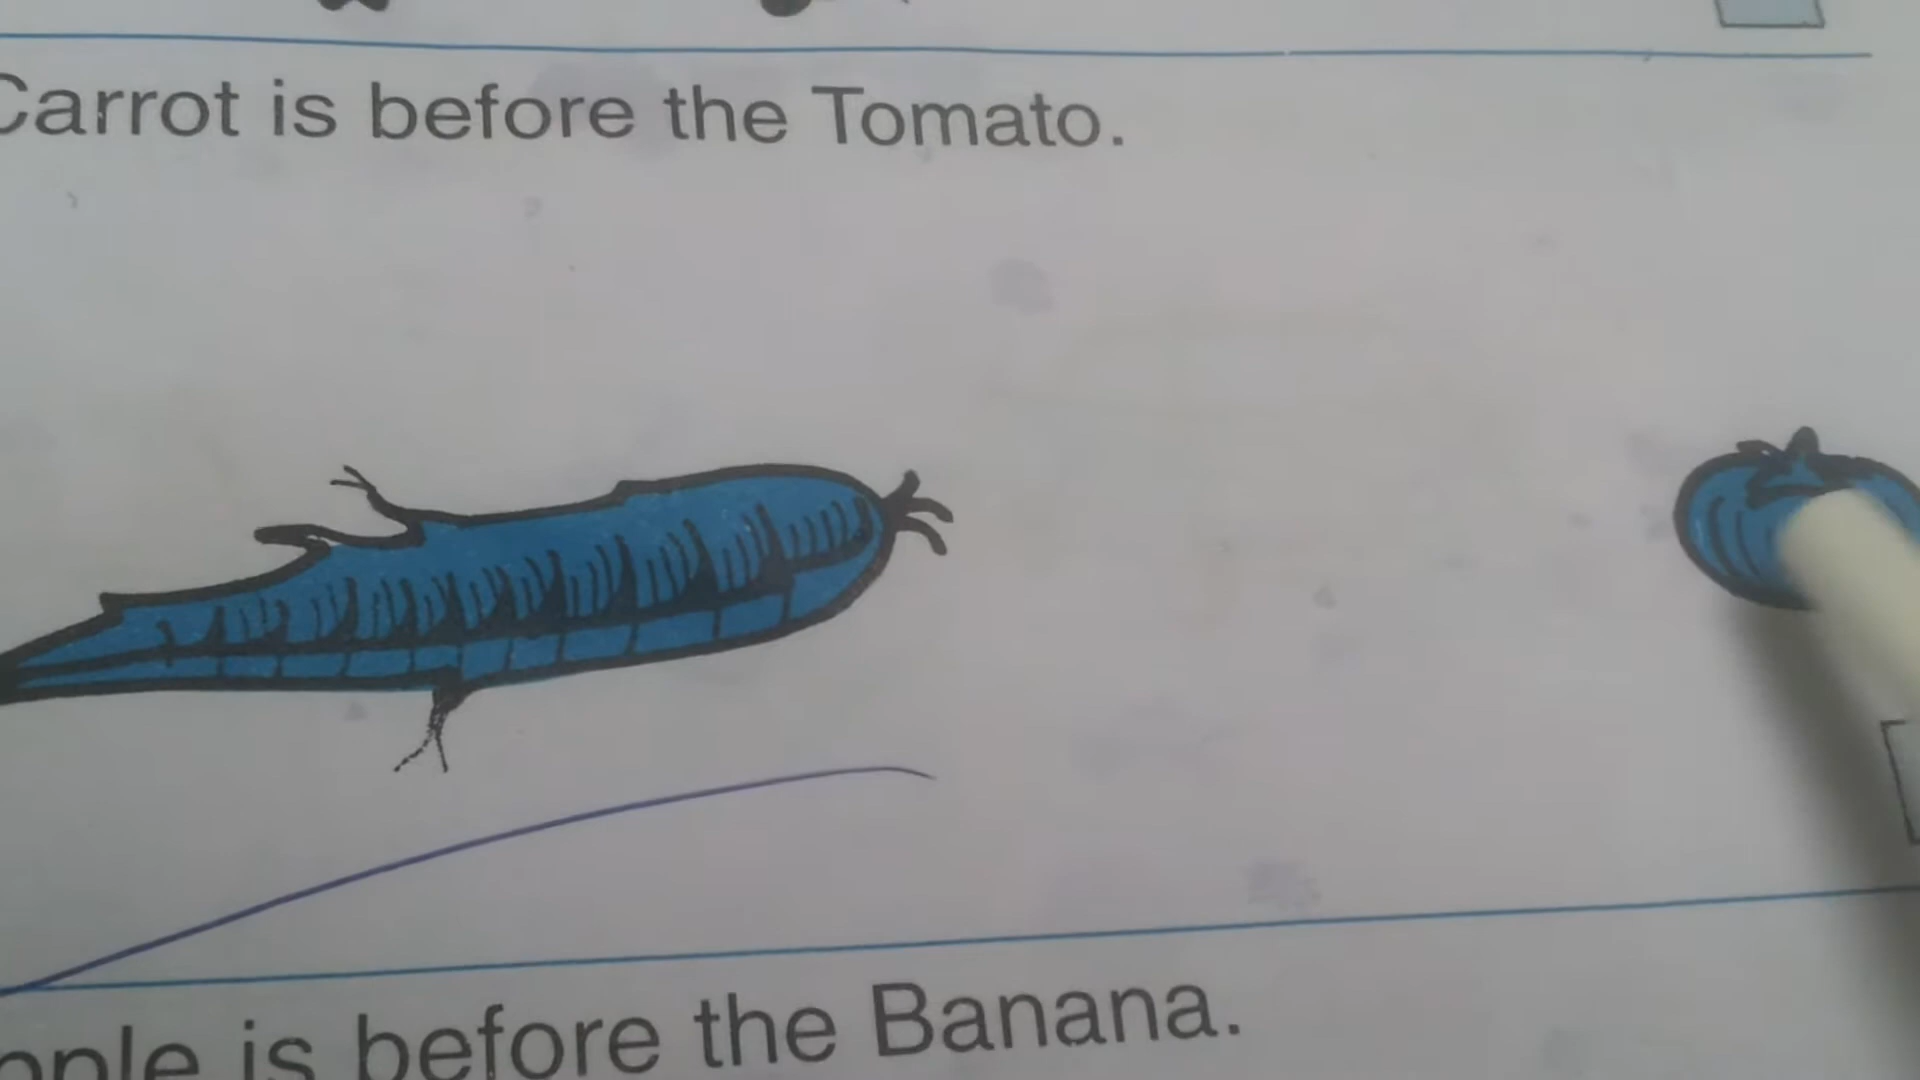 Carrot is before the Tomato.
is before the Banana.